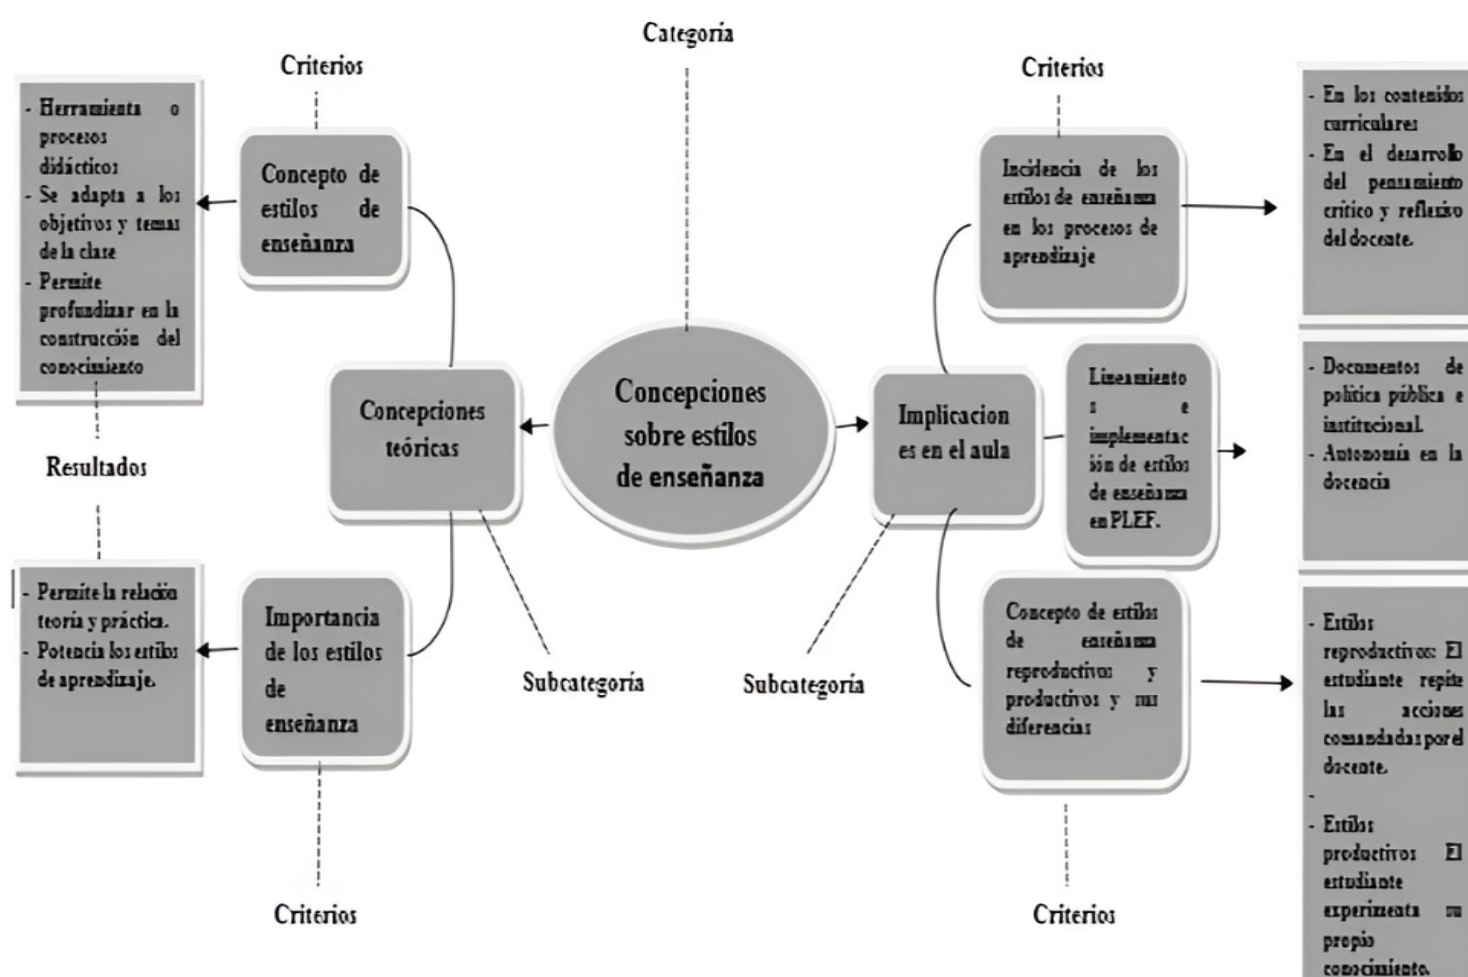 Categoría
Criterios
Criterios
- Herramienta o
procesos
didácticos
- Se adapta a los
objetivos y temas
de la clase
- Permite
profundizar en la
construcción del
conocimiento
Concepto de
estilos de
enseñanza
Concepciones
teóricas
Resultados
- Permite la relación
teoría y práctica.
- Potencia los estilos
de aprendizaje.
Importancia
de los estilos
de
enseñanza
Criterios
Subcategoría
Concepciones
sobre estilos
de enseñanza
Implicacion
es en el aula
Subcategoría
Incidencia de los
estilos de enseñanza
en los procesos de
aprendizaje
- En los contenidos
curriculares
- En el desarrollo
del pensamiento
crítico y reflexivo
del docente.
Lineamiento
s e
implementac
ión de estilos
de enseñanza
en PLEF.
- Documentos de
política pública e
institucional.
- Autonomía en la
docencia
Concepto de estilos
de enseñanza
reproductivos y
productivos y sus
diferencias
- Estilos
reproductivos: El
estudiante repite
las acciones
comandadas por el
docente.
-
- Estilos
productivos El
estudiante
experimenta su
propio
conocimiento.
Criterios